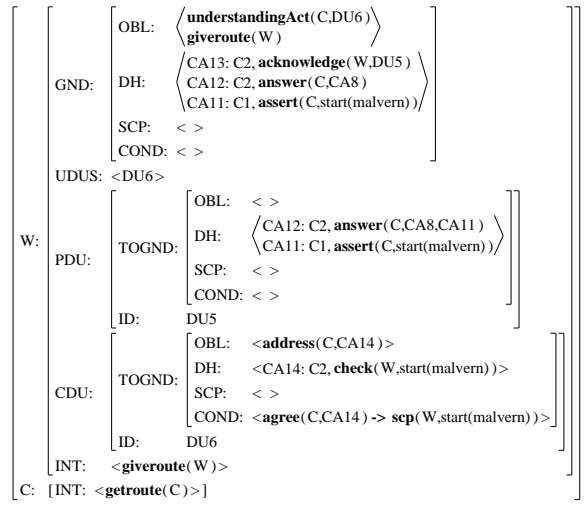 OBL: understandingAct(C,DU6)
giveroute(W)
GND: DH: CA13: C2, acknowledge(W,DU5)
CA12: C2, answer(C,CA8)
CA11: C1, assert(C,start(malvern))
SCP: < >
COND: < >
UDUS: <DU6>
OBL: < >
W: PDU: TOGND: DH: CA12: C2, answer(C,CA8,CA11)
CA11: C1, assert(C,start(malvern))
SCP: < >
COND: < >
ID: DU5
OBL: <address(C,CA14)>
CDU: TOGND: DH: <CA14: C2, check(W,start(malvern))>
SCP: < >
COND: <agree(C,CA14) -> scp(W,start(malvern))>
ID: DU6
INT: <giveroute(W)>
C: [INT: <getroute(C)>]